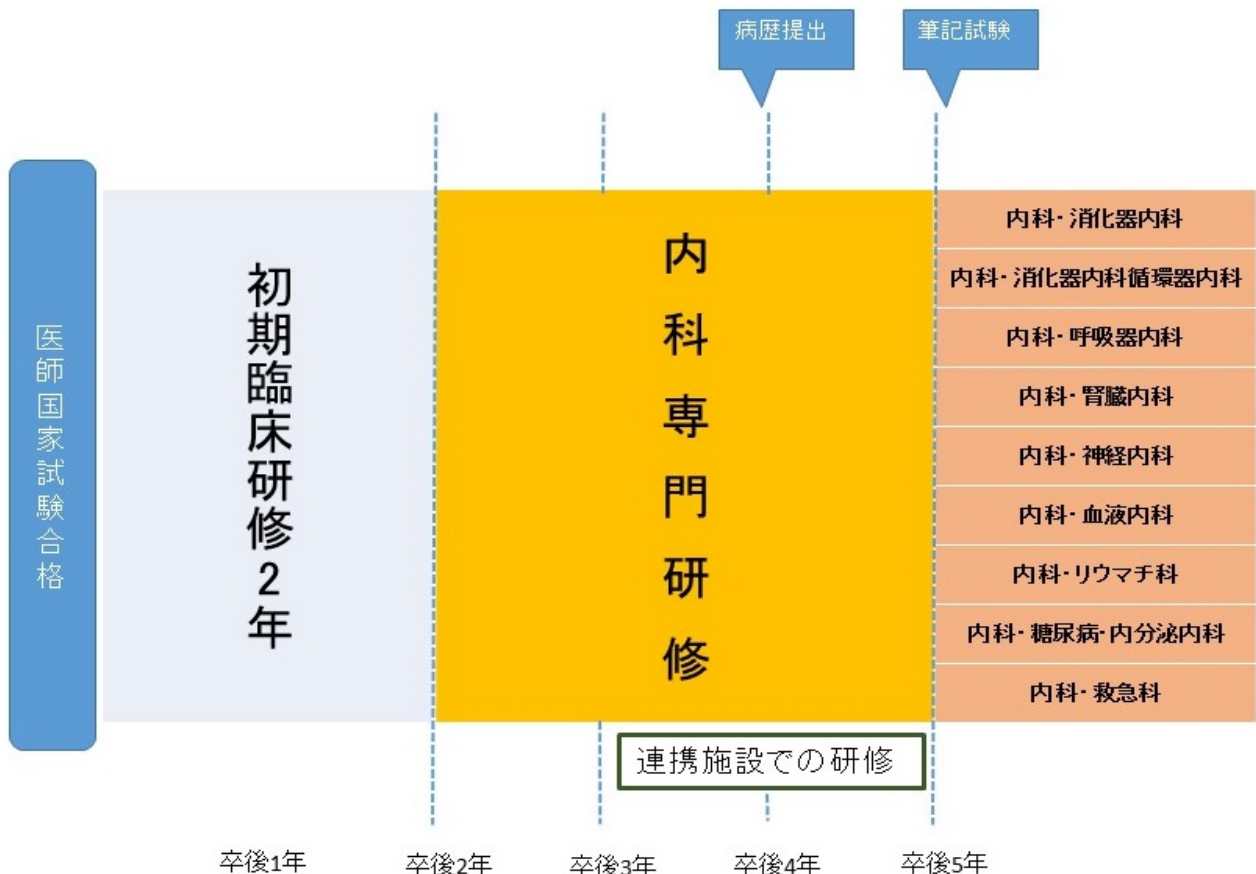 病歴提出
筆記試験
医師国家試験合格
初期臨床研修2年
内科専門研修
内科・消化器内科
内科・消化器内科循環器内科
内科・呼吸器内科
内科・腎臓内科
内科・神経内科
内科・血液内科
内科・リウマチ科
内科・糖尿病・内分泌内科
内科・救急科
連携施設での研修
卒後1年
卒後2年
卒後3年
卒後4年
卒後5年